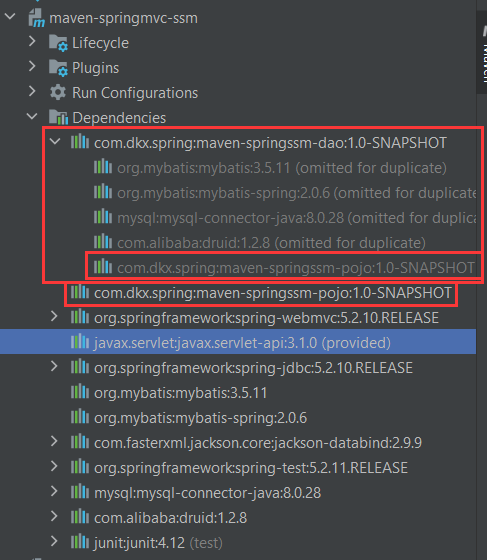 maven-springmvc-ssm
Lifecycle
Plugins
Run Configurations
Dependencies
com.dkx.spring:maven-springssm-dao:1.0-SNAPSHOT
org.mybatis:mybatis:3.5.11 (omitted for duplicate)
org.mybatis:mybatis-spring:2.0.6 (omitted for duplicate
mysql:mysql-connector-java:8.0.28 (omitted for duplica
com.alibaba:druid:1.2.8 (omitted for duplicate)
com.dkx.spring:maven-springssm-pojo:1.0-SNAPSHOT
com.dkx.spring:maven-springssm-pojo:1.0-SNAPSHOT
org.springframework:spring-webmvc:5.2.10.RELEASE
javax.servlet:javax.servlet-api:3.1.0 (provided)
org.springframework:spring-jdbc:5.2.10.RELEASE
org.mybatis:mybatis:3.5.11
org.mybatis:mybatis-spring:2.0.6
com.fasterxml.jackson.core:jackson-databind:2.9.9
org.springframework:spring-test:5.2.11.RELEASE
mysql:mysql-connector-java:8.0.28
com.alibaba:druid:1.2.8
junit:junit:4.12 (test)